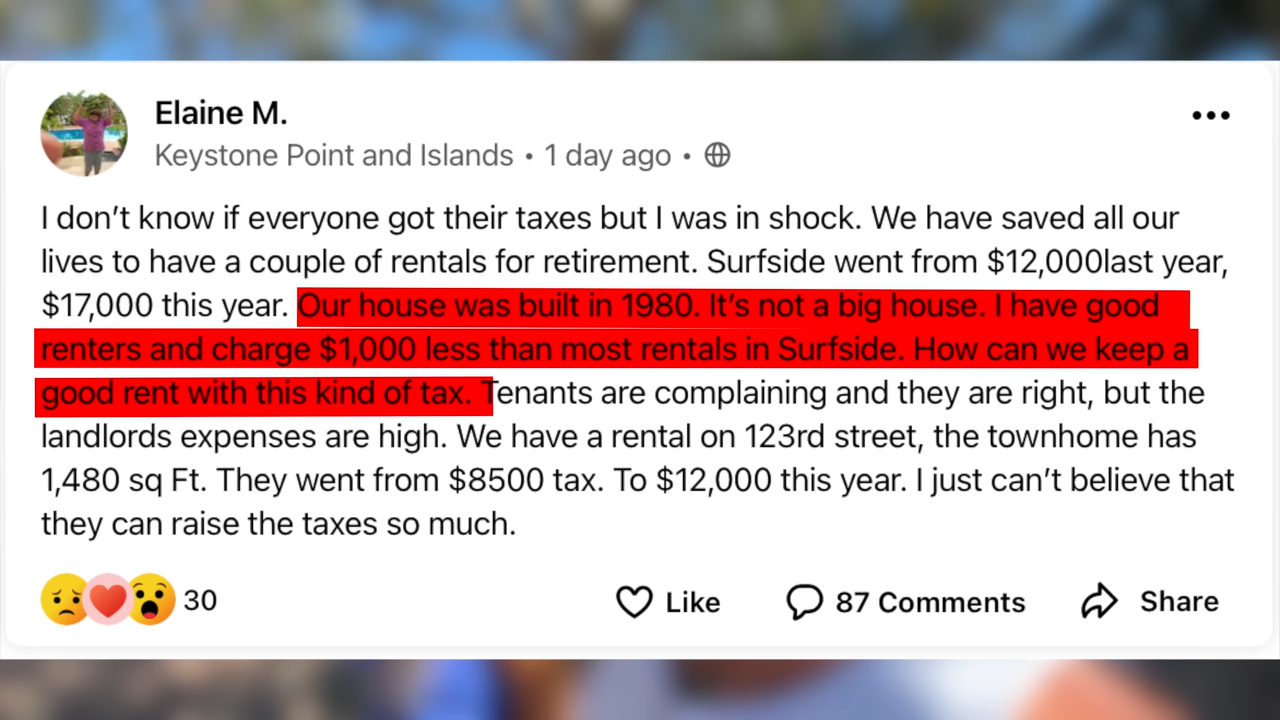 Elaine M.
Keystone Point and Islands • 1 day ago •
I don’t know if everyone got their taxes but I was in shock. We have saved all our
lives to have a couple of rentals for retirement. Surfside went from $12,000last year,
$17,000 this year. Our house was built in 1980. It’s not a big house. I have good
renters and charge $1,000 less than most rentals in Surfside. How can we keep a
good rent with this kind of tax. Tenants are complaining and they are right, but the
landlords expenses are high. We have a rental on 123rd street, the townhome has
1,480 sq Ft. They went from $8500 tax. To $12,000 this year. I just can’t believe that
they can raise the taxes so much.
30 Like 87 Comments Share